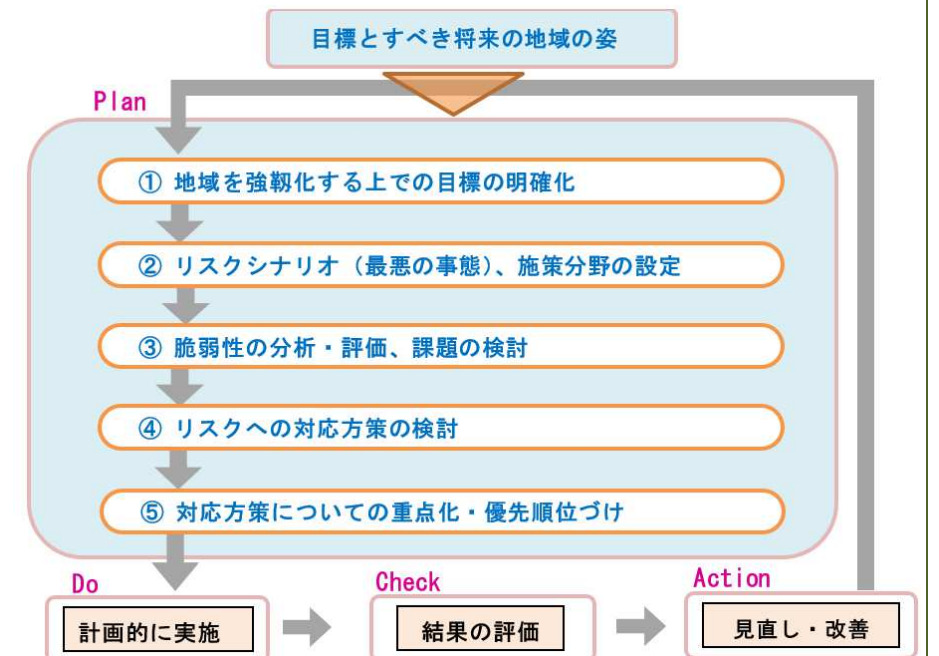 目標とすべき将来の地域の姿
Plan
① 地域を強靱化する上での目標の明確化
② リスクシナリオ（最悪の事態）、施策分野の設定
③ 脆弱性の分析・評価、課題の検討
④ リスクへの対応方策の検討
⑤ 対応方策についての重点化・優先順位づけ
Do
計画的に実施
Check
結果の評価
Action
見直し・改善